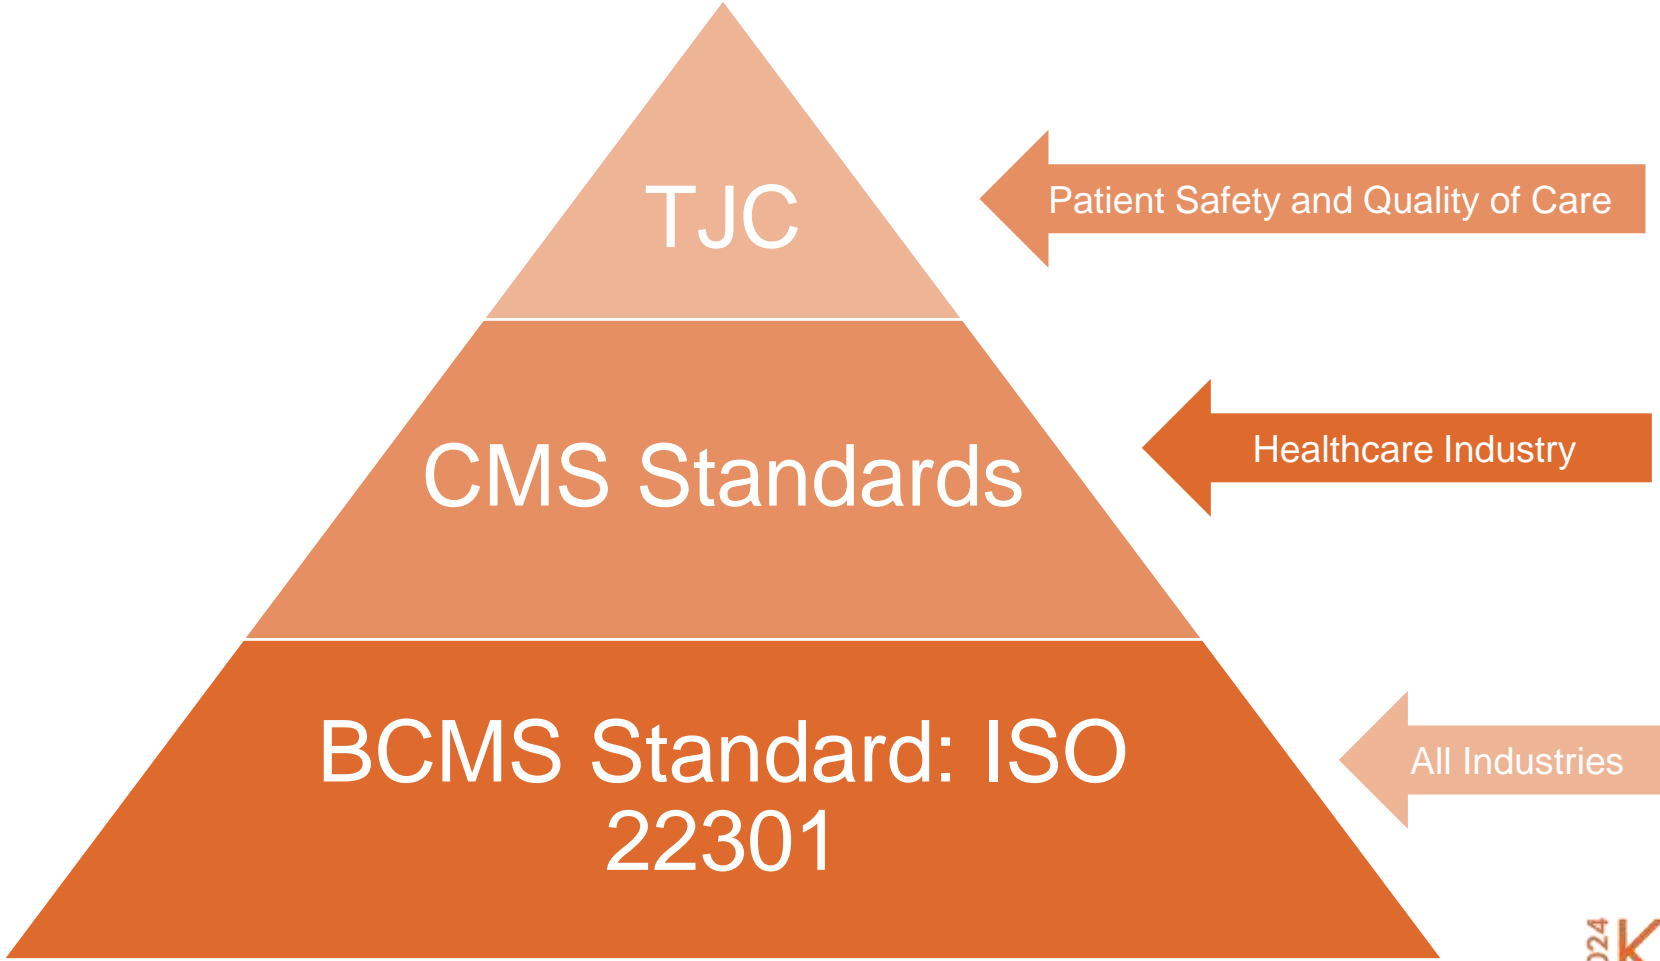 TJC
Patient Safety and Quality of Care
CMS Standards
Healthcare Industry
BCMS Standard: ISO
22301
All Industries